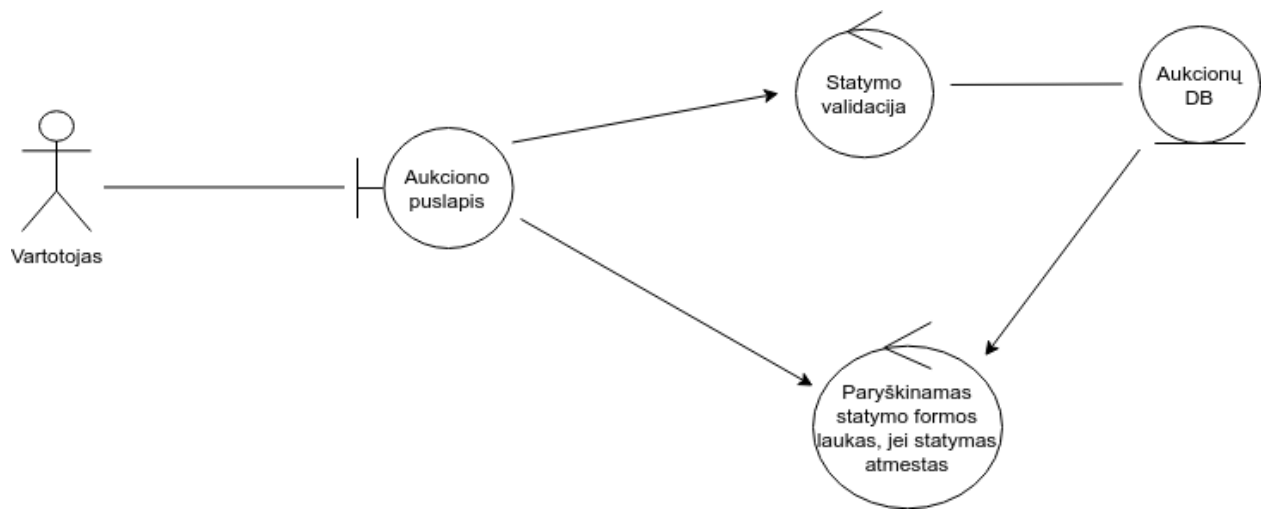 Vartotojas
Aukciono
puslapis
Statymo
validacija
Aukcionų
DB
Paryškinamas
statymo formos
laukas, jei statymas
atmestas